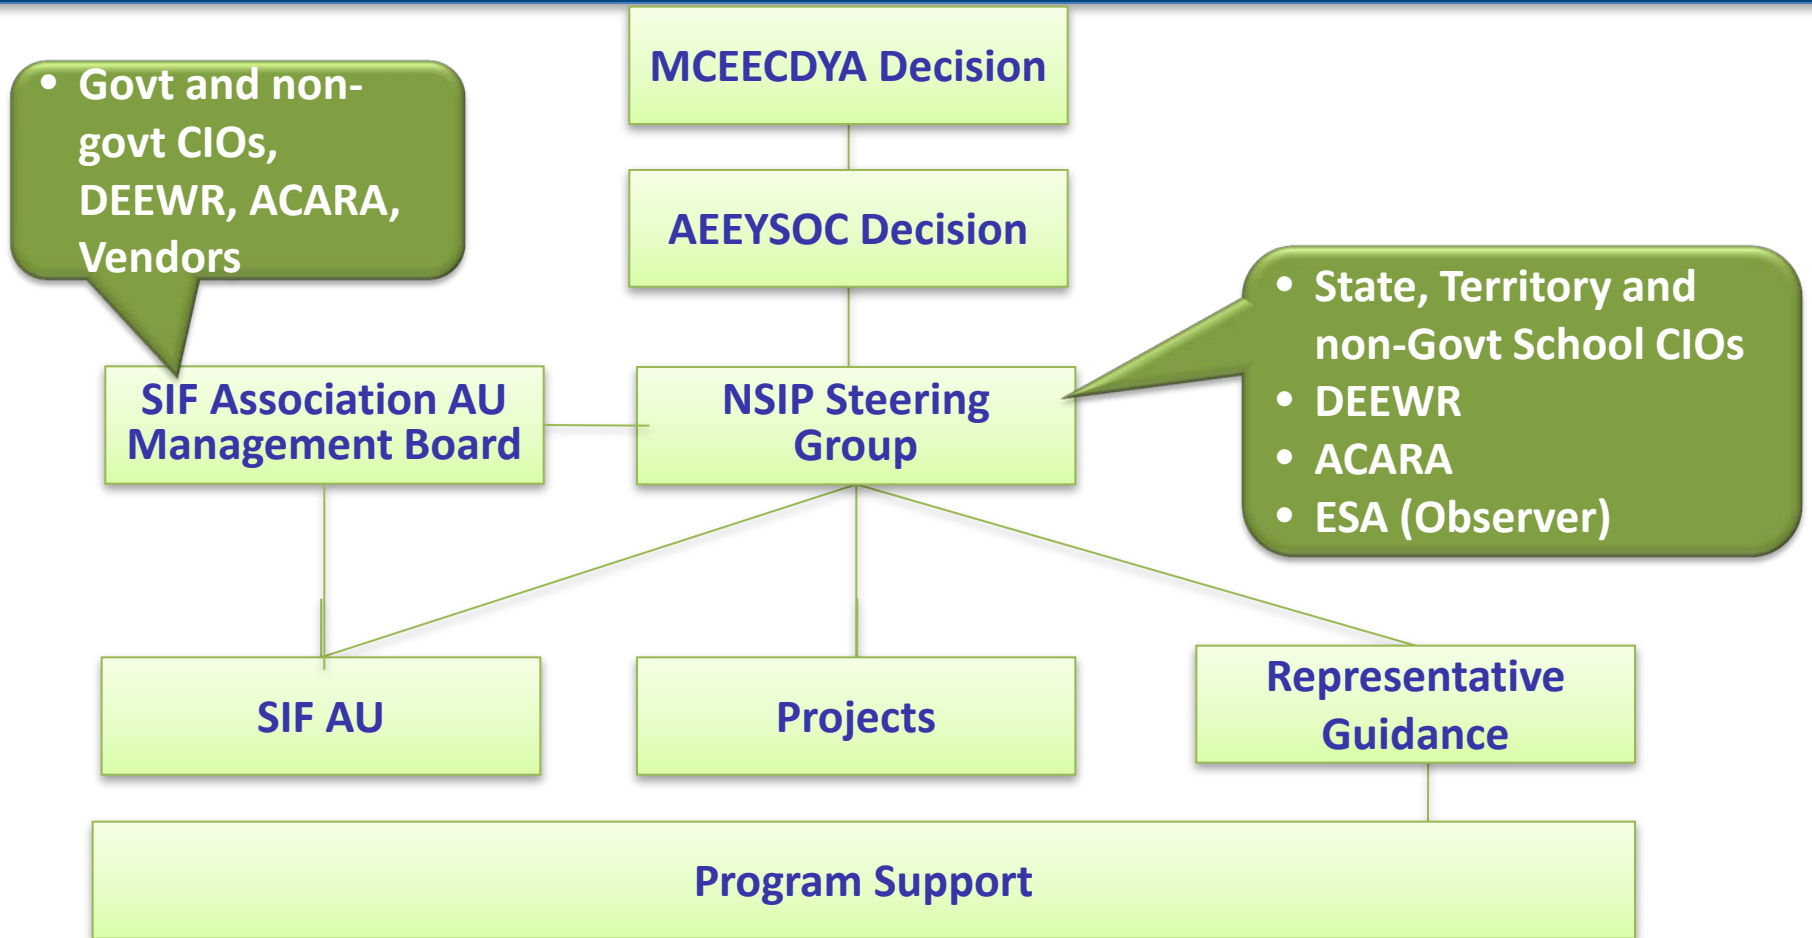 MCEECDYA Decision
• Govt and non-
govt CIOs,
DEEWR, ACARA,
Vendors
AEEYSOC Decision
• State, Territory and
non-Govt School CIOs
• DEEWR
• ACARA
• ESA (Observer)
SIF Association AU
Management Board
NSIP Steering
Group
SIF AU
Projects
Representative
Guidance
Program Support